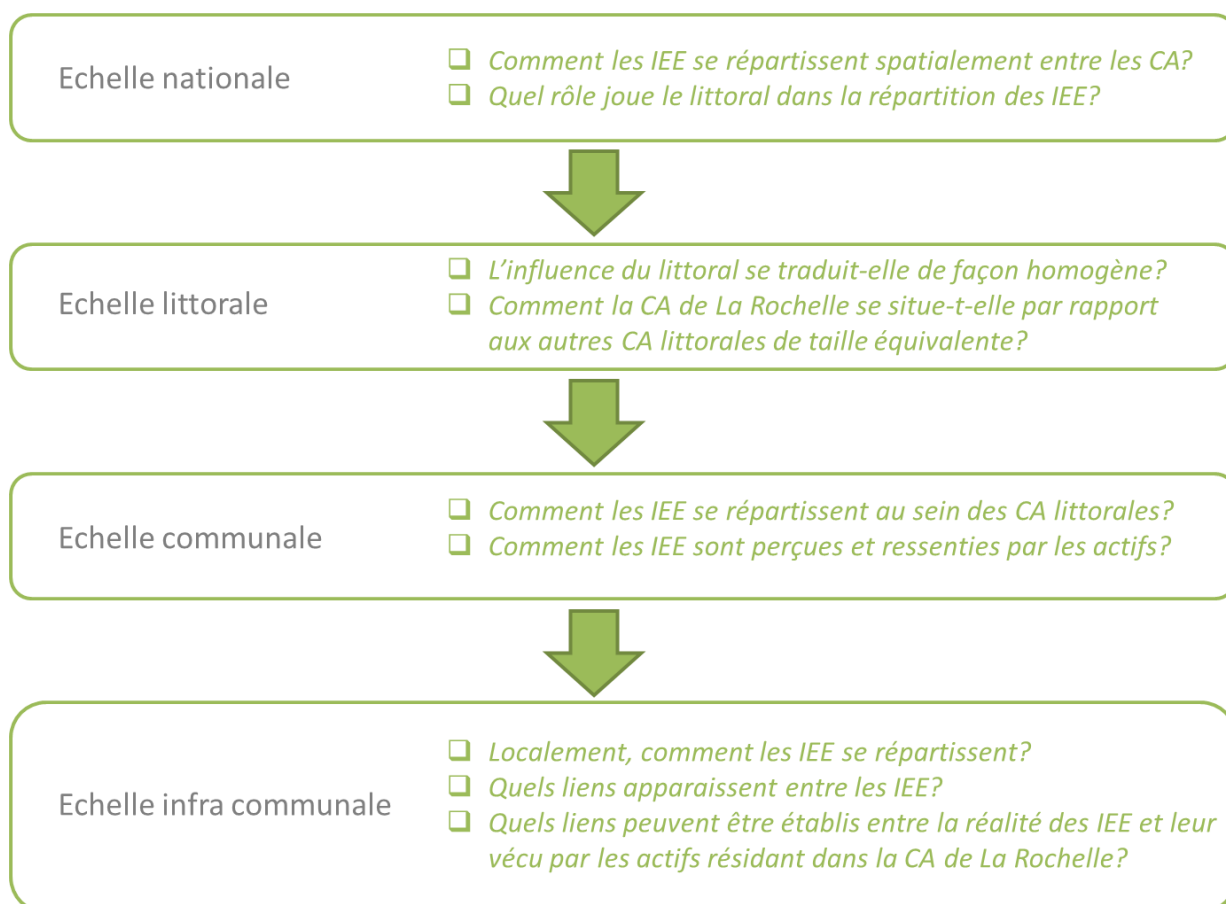 Echelle nationale
❑ Comment les IEE se répartissent spatialement entre les CA?
❑ Quel rôle joue le littoral dans la répartition des IEE?
Echelle littorale
❑ L’influence du littoral se traduit-elle de façon homogène?
❑ Comment la CA de La Rochelle se situe-t-elle par rapport
aux autres CA littorales de taille équivalente?
Echelle communale
❑ Comment les IEE se répartissent au sein des CA littorales?
❑ Comment les IEE sont perçues et ressenties par les actifs?
Echelle infra communale
❑ Localement, comment les IEE se répartissent?
❑ Quels liens apparaissent entre les IEE?
❑ Quels liens peuvent être établis entre la réalité des IEE et leur
vécu par les actifs résidant dans la CA de La Rochelle?